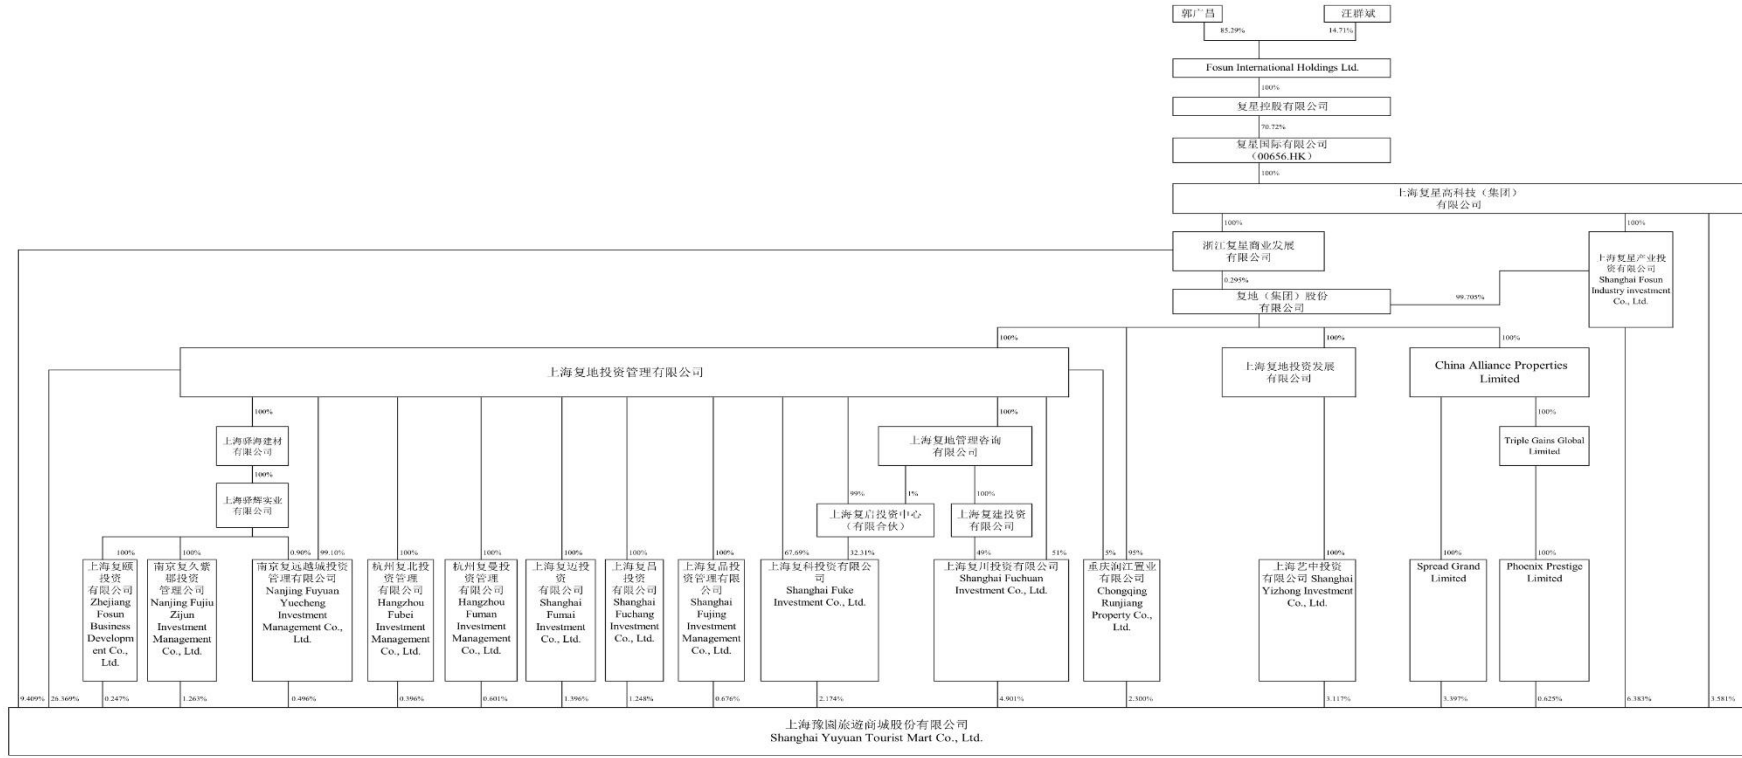 郭广昌
汪群斌
85.29%
14.71%
Fosun International Holdings Ltd.
100%
复星控股有限公司
70.72%
复星国际有限公司
（00656.HK）
100%
上海复星高科技（集团）
有限公司
100%
100%
浙江复星商业发展
有限公司
上海复星产业投
资有限公司
Shanghai Fosun
Industry investment
Co., Ltd.
0.295%
99.705%
复地（集团）股份
有限公司
100%
95%
100%
100%
上海复地投资管理有限公司
上海复地投资发展
有限公司
China Alliance Properties
Limited
100%
100%
100%
上海驿海建材
有限公司
上海复地管理咨询
有限公司
Triple Gains Global
Limited
100%
99%
1%
100%
上海驿辉实业
有限公司
上海复启投资中心
（有限合伙）
上海复建投资
有限公司
100%
100%
0.90%
99.10%
100%
100%
100%
100%
100%
67.69%
32.31%
49%
51%
5%
100%
100%
100%
上海复颐
投资
有限公司
Zhejiang
Fosun
Business
Developm
ent Co.,
Ltd.
南京复久紫
郡投资
管理公司
Nanjing Fujiu
Zijun
Investment
Management
Co., Ltd.
南京复远越城投资
管理有限公司
Nanjing Fuyuan
Yuecheng
Investment
Management Co.,
Ltd.
杭州复北投
资管理
有限公司
Hangzhou
Fubei
Investment
Management
Co., Ltd.
杭州复曼投
资管理
有限公司
Hangzhou
Fuman
Investment
Management
Co., Ltd.
上海复迈投
资
有限公司
Shanghai
Fumai
Investment
Co., Ltd.
上海复昌
投资
有限公司
Shanghai
Fuchang
Investment
Co., Ltd.
上海复晶投
资管理有限
公司
Shanghai
Fujing
Investment
Management
Co., Ltd.
上海复科投资有限公
司
Shanghai Fuke
Investment Co., Ltd.
上海复川投资有限公司
Shanghai Fuchuan
Investment Co., Ltd.
重庆润江置业
有限公司
Chongqing
Runjiang
Property Co.,
Ltd.
上海艺中投资
有限公司 Shanghai
Yizhong Investment
Co., Ltd.
Spread Grand
Limited
Phoenix Prestige
Limited
9.409%
26.369%
0.247%
1.263%
0.496%
0.396%
0.601%
1.396%
1.248%
0.676%
2.174%
4.901%
2.300%
3.117%
3.397%
0.625%
6.383%
3.581%
上海豫園旅遊商城股份有限公司
Shanghai Yuyuan Tourist Mart Co., Ltd.